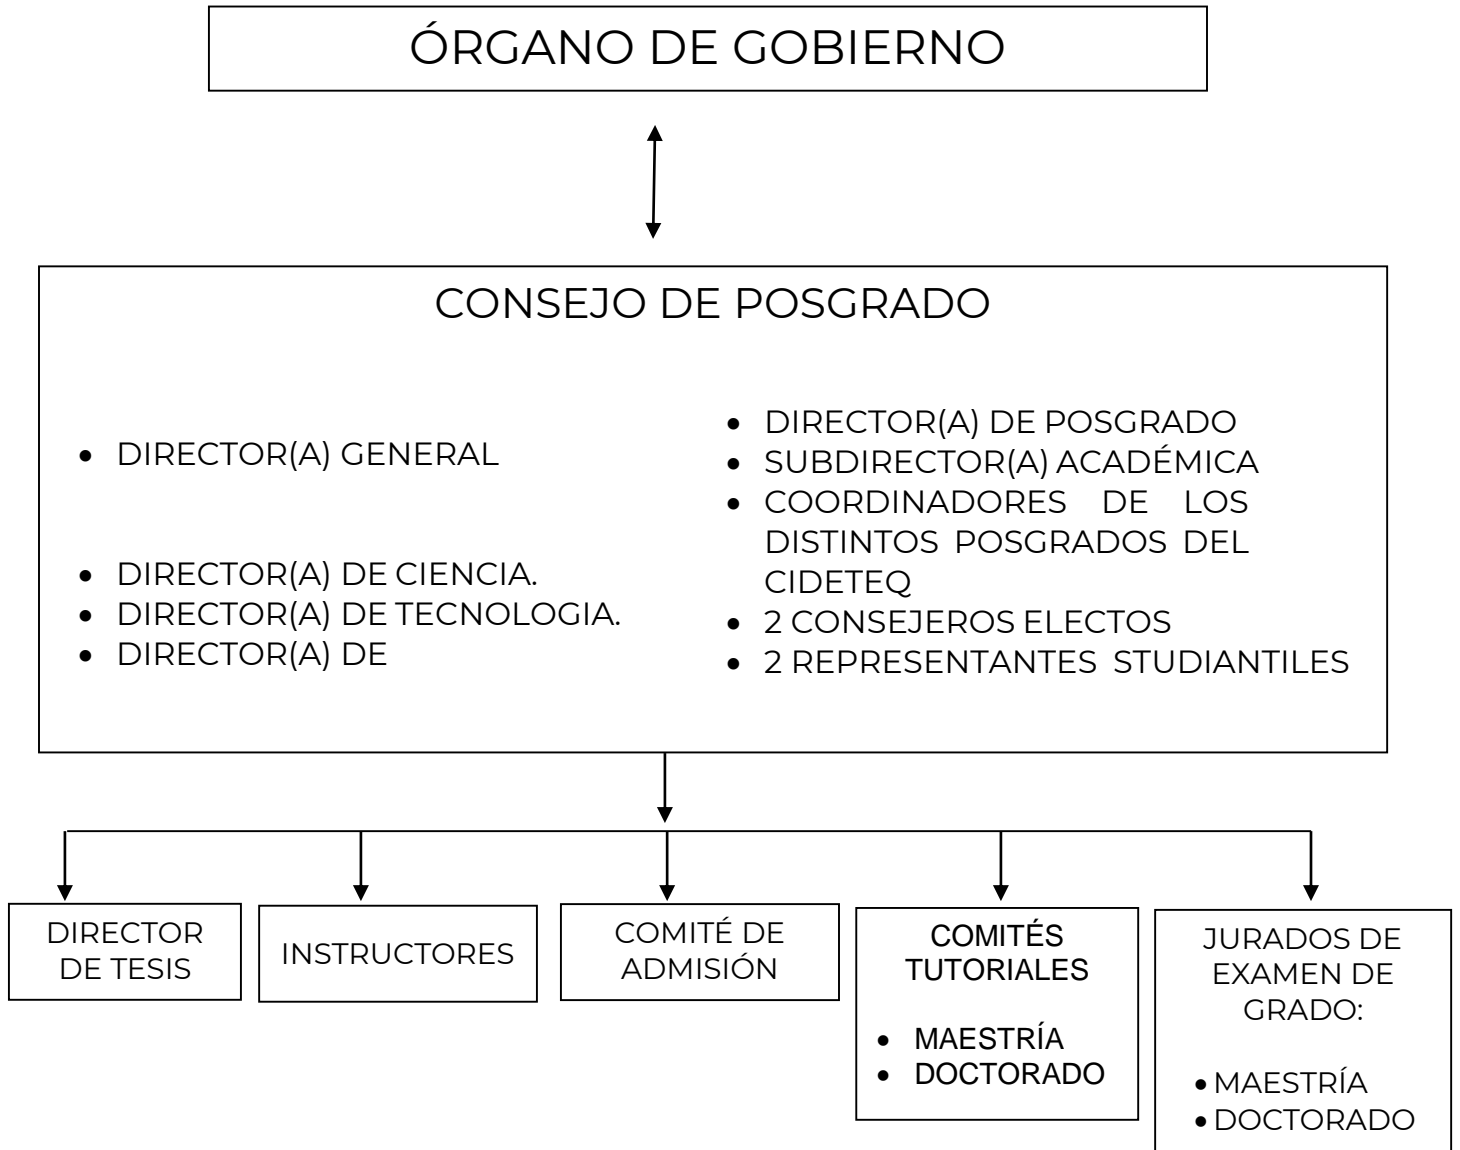 ÓRGANO DE GOBIERNO
CONSEJO DE POSGRADO
• DIRECTOR(A) GENERAL
• DIRECTOR(A) DE CIENCIA.
• DIRECTOR(A) DE TECNOLOGIA.
• DIRECTOR(A) DE
• DIRECTOR(A) DE POSGRADO
• SUBDIRECTOR(A) ACADÉMICA
• COORDINADORES DE LOS
DISTINTOS POSGRADOS DEL
CIDETEQ
• 2 CONSEJEROS ELECTOS
• 2 REPRESENTANTES STUDIANTILES
DIRECTOR
DE TESIS
INSTRUCTORES
COMITÉ DE
ADMISIÓN
COMITÉS
TUTORIALES
• MAESTRÍA
• DOCTORADO
JURADOS DE
EXAMEN DE
GRADO:
• MAESTRÍA
• DOCTORADO